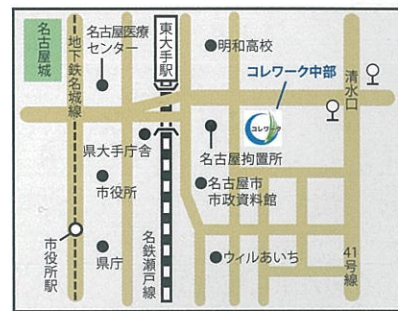 名古屋城
地下鉄名城線
名古屋医療
センター
東大手駅
明和高校
コレワーク中部
清水口
コレワーク
県大手庁舎
名古屋拘置所
市役所
名古屋市
市政資料館
市役所駅
県庁
名鉄瀬戸線
ウィルあいち
41号線